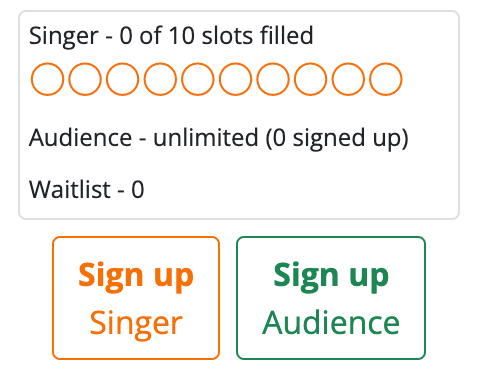 Singer - 0 of 10 slots filled
Audience - unlimited (0 signed up)
Waitlist - 0
Sign up
Singer
Sign up
Audience